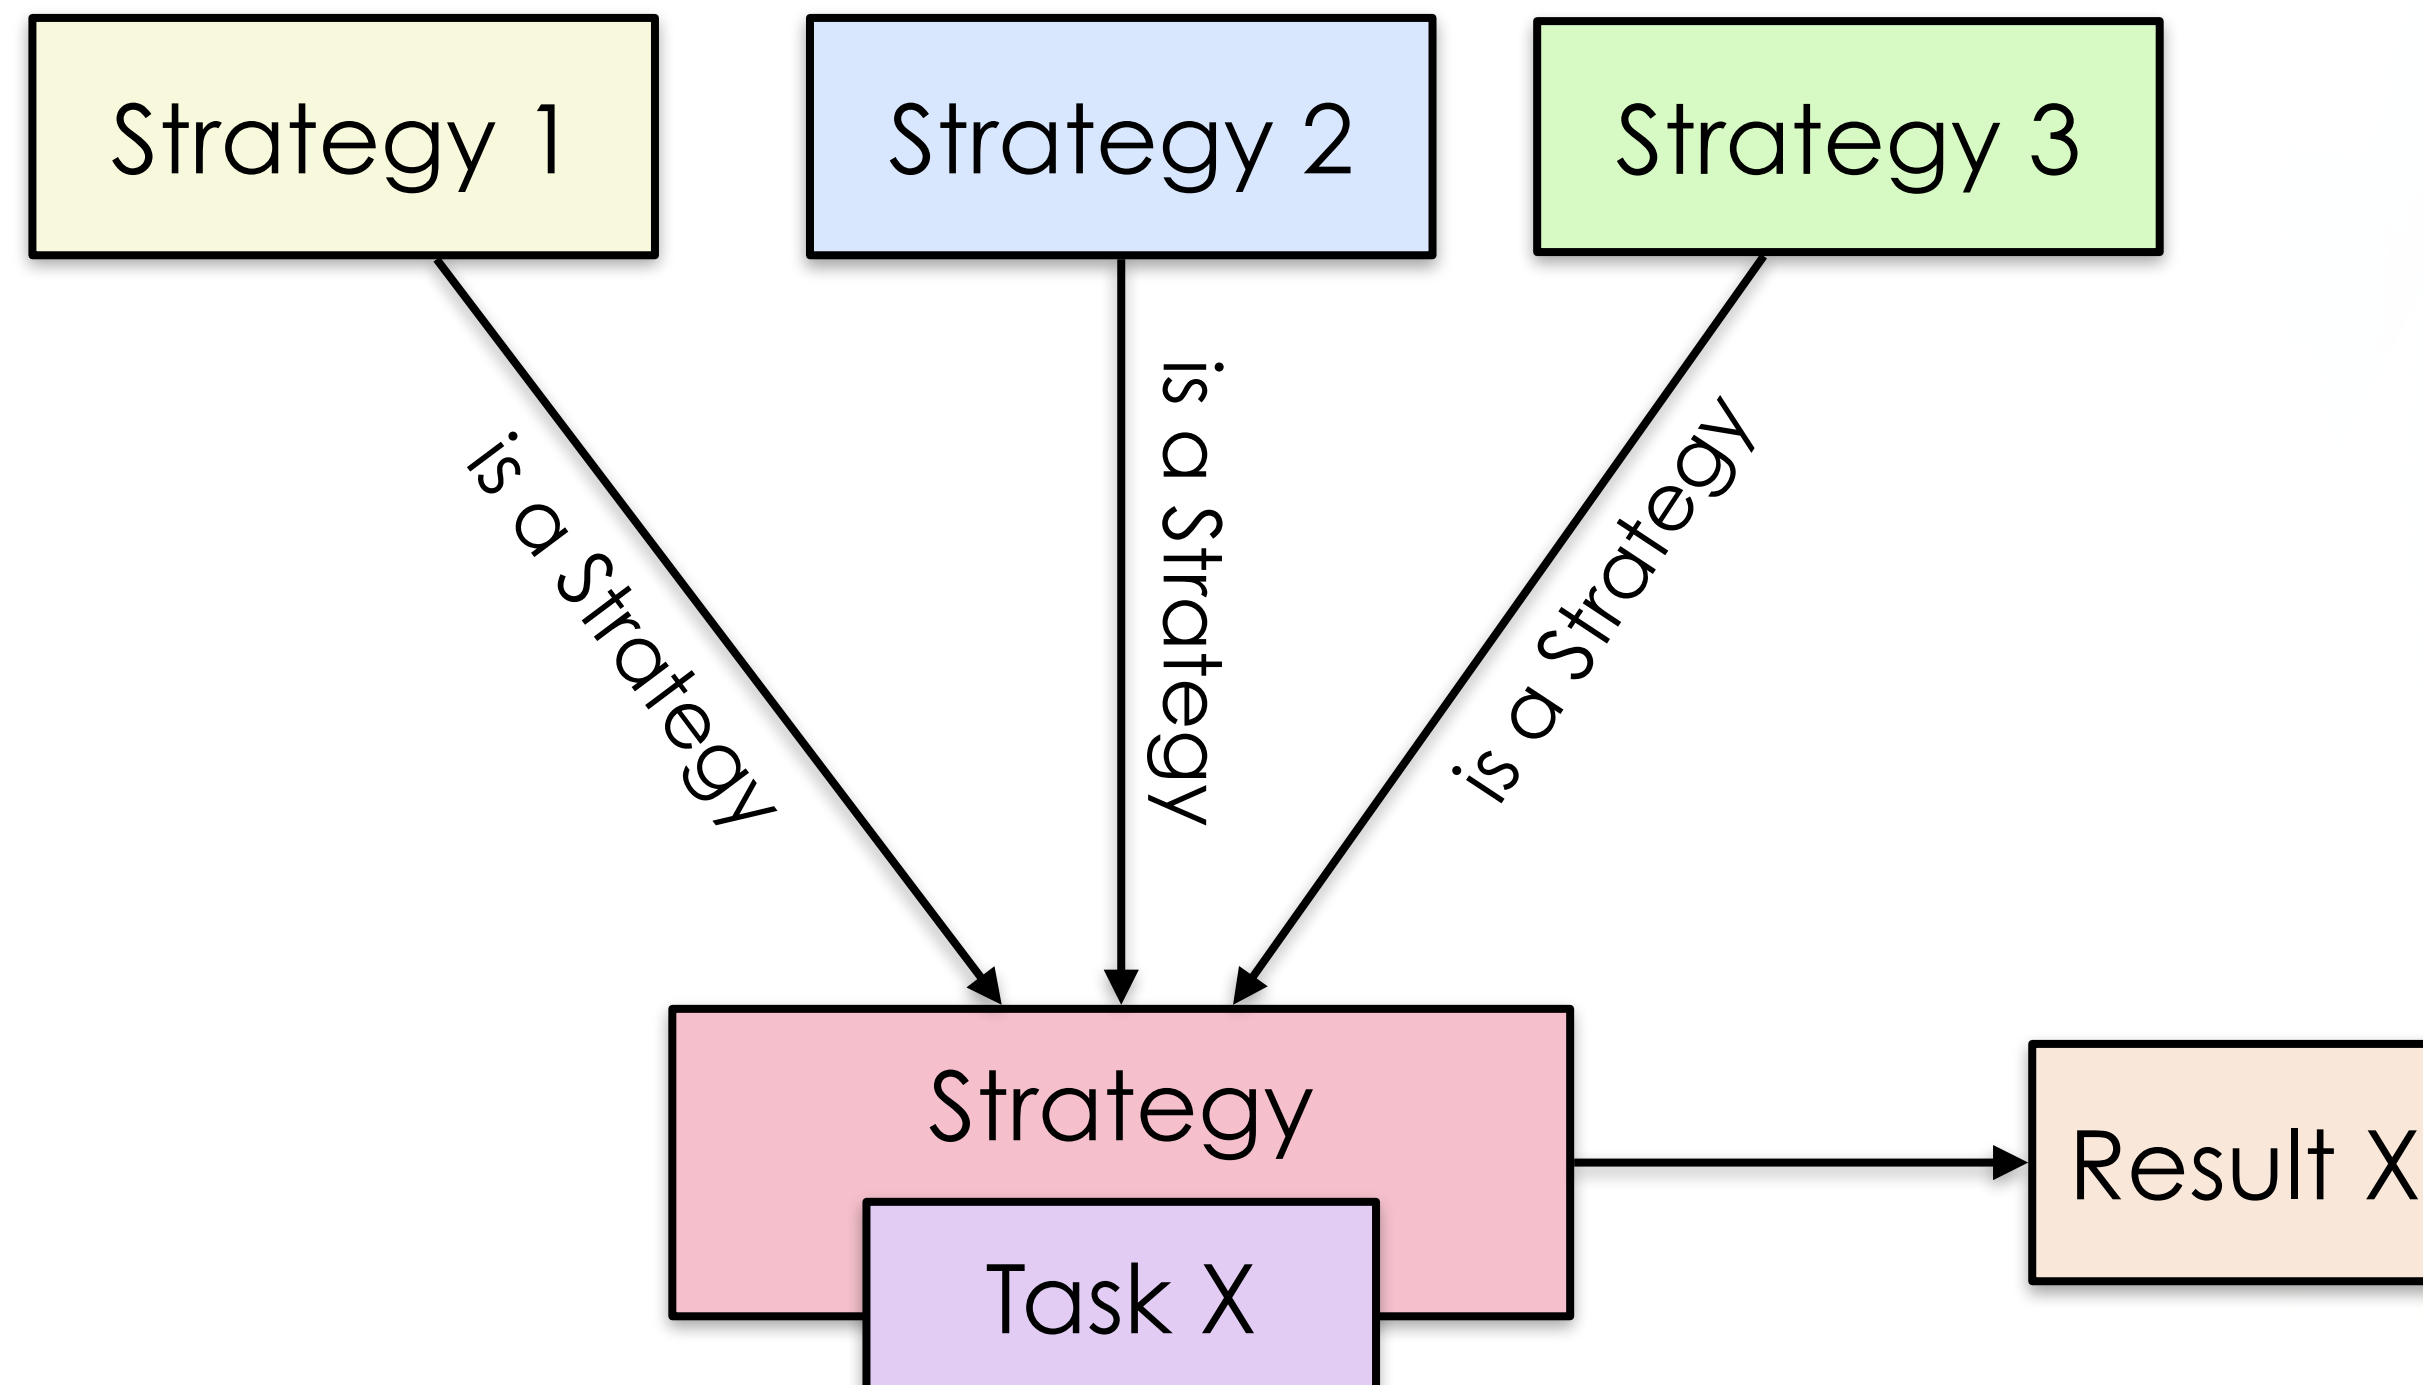 Strategy 1
Strategy 2
Strategy 3
is a Strategy
is a Strategy
is a Strategy
Strategy
Result X
Task X